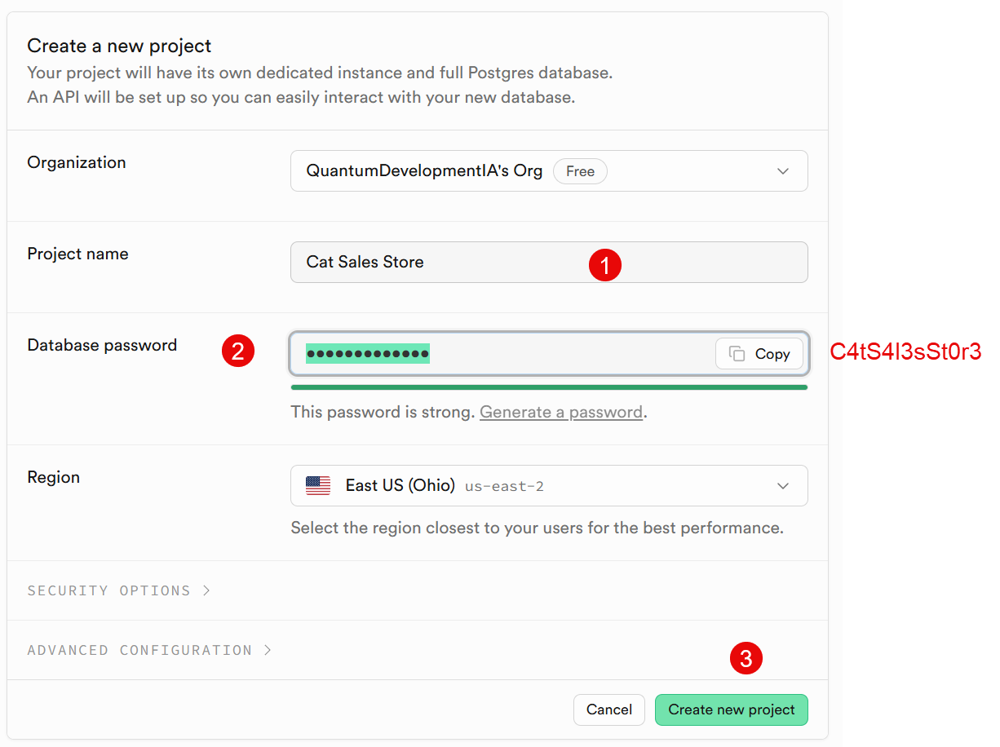 Create a new project
Your project will have its own dedicated instance and full Postgres database.
An API will be set up so you can easily interact with your new database.
Organization
QuantumDevelopmentIA's Org Free
Project name
Cat Sales Store 1
Database password 2 •••••••••••• Copy C4tS4l3sSt0r3
This password is strong. Generate a password.
Region
East US (Ohio) us-east-2
Select the region closest to your users for the best performance.
SECURITY OPTIONS >
ADVANCED CONFIGURATION >
3
Cancel Create new project